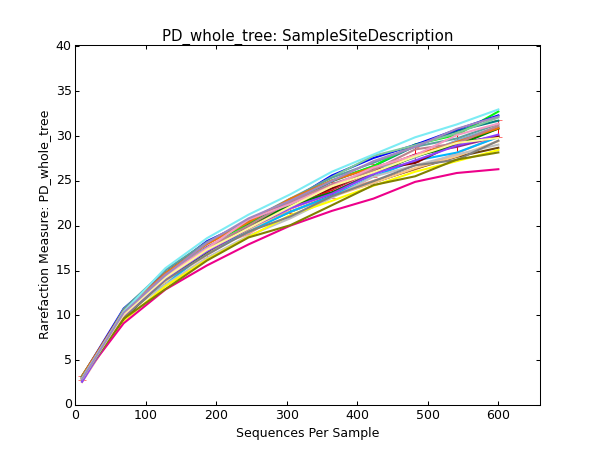 PD_whole_tree: SampleSiteDescription
Rarefaction Measure: PD_whole_tree
40
35
30
25
20
15
10
5
0
0 100 200 300 400 500 600
Sequences Per Sample